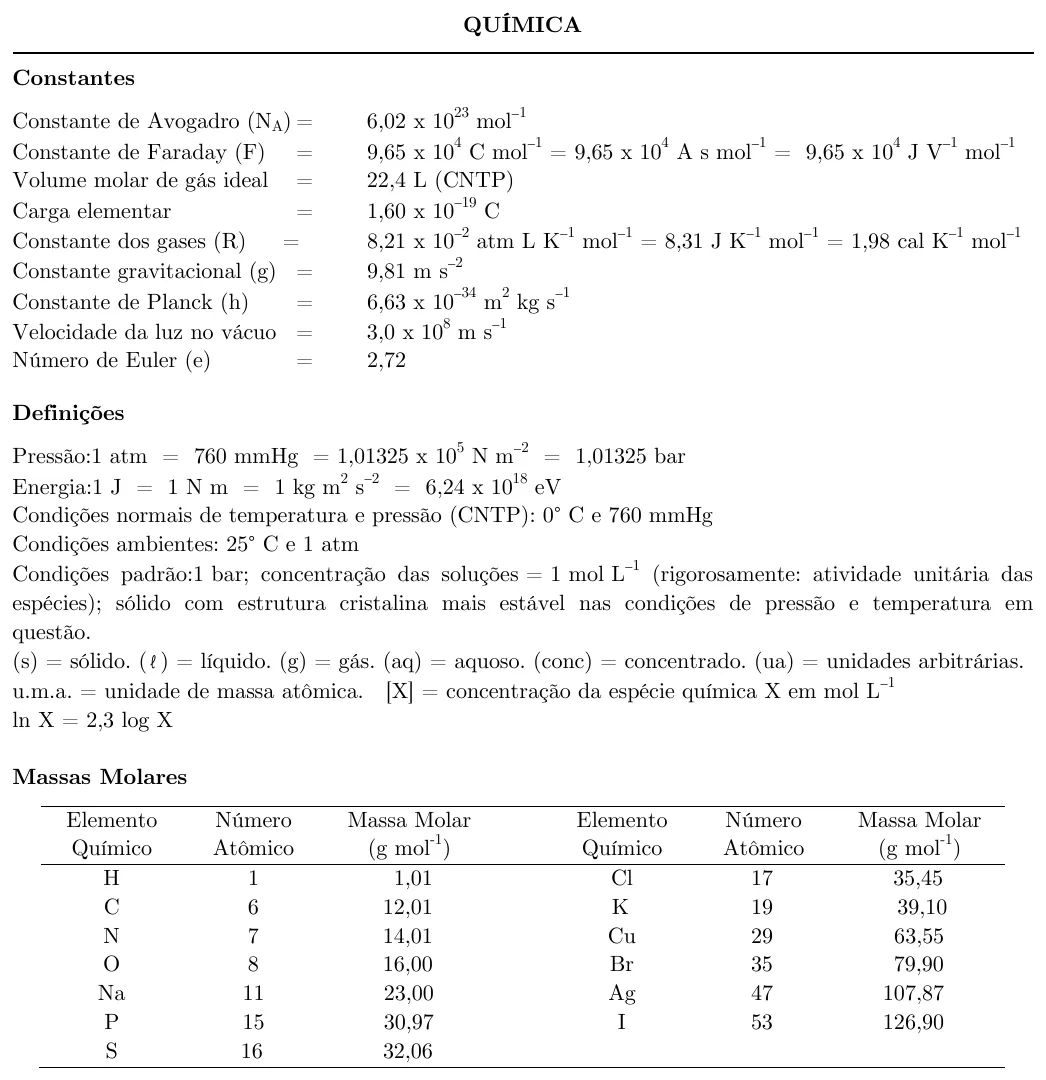 QUÍMICA
Constantes
Constante de Avogadro (N_A) = 6,02 x 10^23 mol^–1
Constante de Faraday (F) = 9,65 x 10^4 C mol^–1 = 9,65 x 10^4 A s mol^–1 = 9,65 x 10^4 J V^–1 mol^–1
Volume molar de gás ideal = 22,4 L (CNTP)
Carga elementar = 1,60 x 10^–19 C
Constante dos gases (R) = 8,21 x 10^–2 atm L K^–1 mol^–1 = 8,31 J K^–1 mol^–1 = 1,98 cal K^–1 mol^–1
Constante gravitacional (g) = 9,81 m s^–2
Constante de Planck (h) = 6,63 x 10^–34 m^2 kg s^–1
Velocidade da luz no vácuo = 3,0 x 10^8 m s^–1
Número de Euler (e) = 2,72
Definições
Pressão:1 atm = 760 mmHg = 1,01325 x 10^5 N m^–2 = 1,01325 bar
Energia:1 J = 1 N m = 1 kg m^2 s^–2 = 6,24 x 10^18 eV
Condições normais de temperatura e pressão (CNTP): 0° C e 760 mmHg
Condições ambientes: 25° C e 1 atm
Condições padrão:1 bar; concentração das soluções = 1 mol L^–1 (rigorosamente: atividade unitária das
espécies); sólido com estrutura cristalina mais estável nas condições de pressão e temperatura em
questão.
(s) = sólido. (ℓ) = líquido. (g) = gás. (aq) = aquoso. (conc) = concentrado. (ua) = unidades arbitrárias.
u.m.a. = unidade de massa atômica. [X] = concentração da espécie química X em mol L^–1
ln X = 2,3 log X
Massas Molares
Elemento Número Massa Molar Elemento Número Massa Molar
Químico Atômico (g mol^-1) Químico Atômico (g mol^-1)
H 1 1,01 Cl 17 35,45
C 6 12,01 K 19 39,10
N 7 14,01 Cu 29 63,55
O 8 16,00 Br 35 79,90
Na 11 23,00 Ag 47 107,87
P 15 30,97 I 53 126,90
S 16 32,06